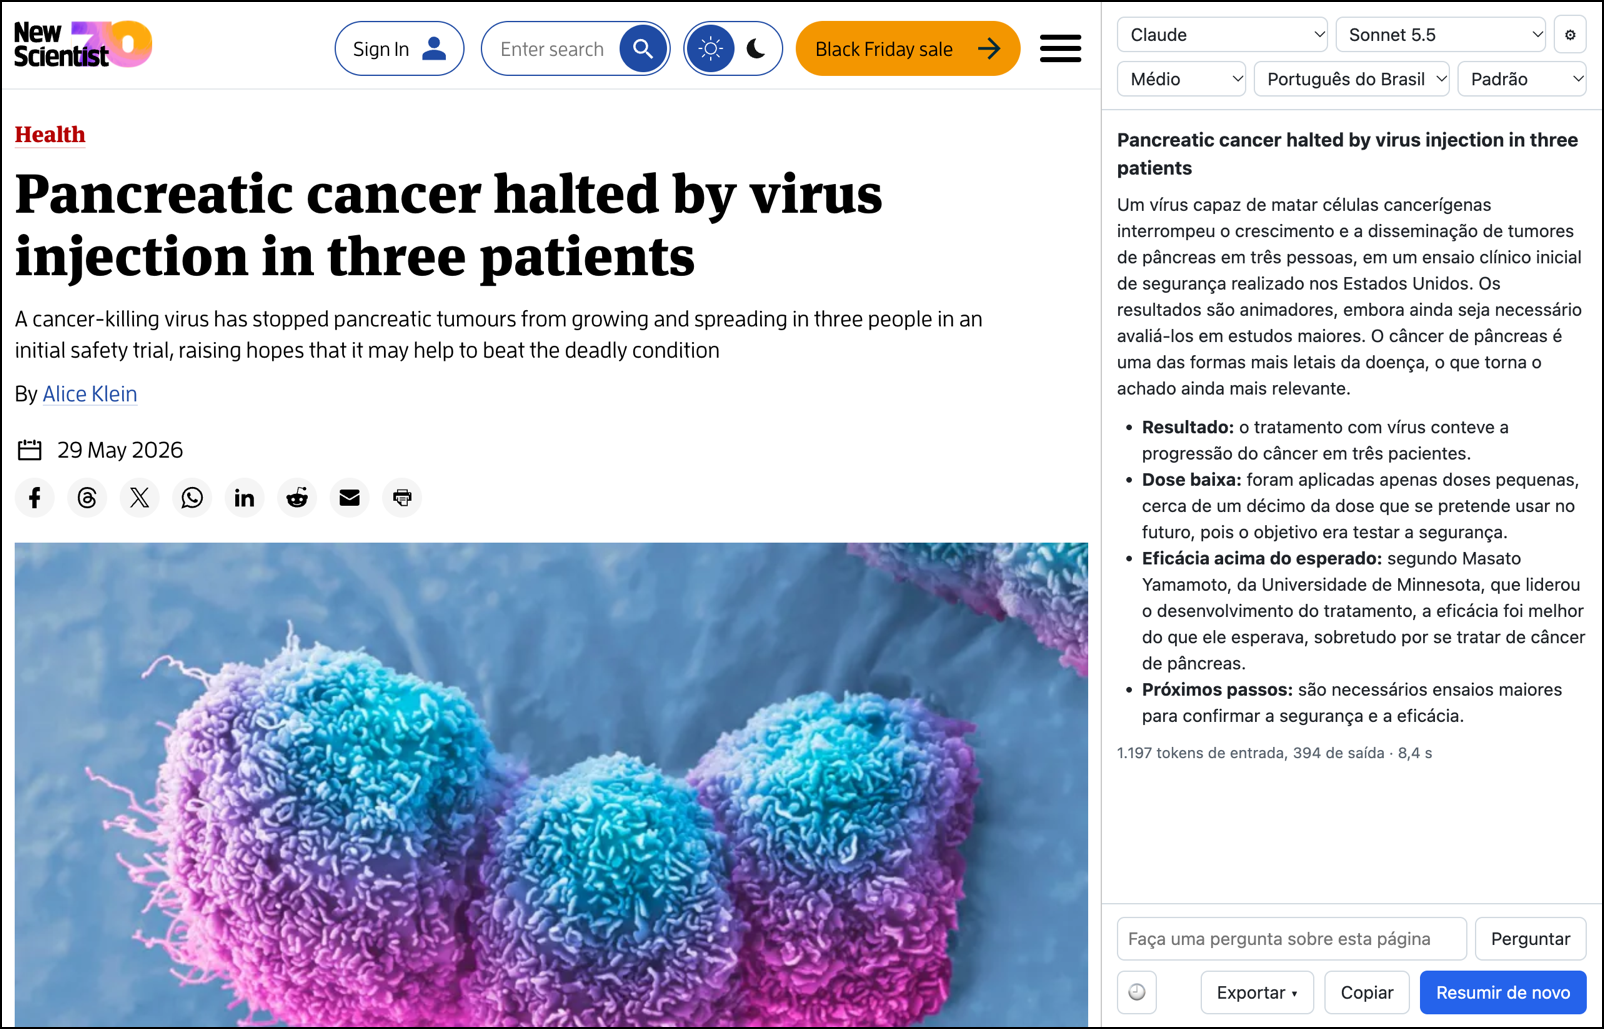 New
Scientist
70
Sign In
Enter search
Black Friday sale
Health
Pancreatic cancer halted by virus
injection in three patients
A cancer-killing virus has stopped pancreatic tumours from growing and spreading in three people in an
initial safety trial, raising hopes that it may help to beat the deadly condition
By Alice Klein
29 May 2026
Claude
Sonnet 5.5
Médio
Português do Brasil
Padrão
Pancreatic cancer halted by virus injection in three
patients
Um vírus capaz de matar células cancerígenas
interrompeu o crescimento e a disseminação de tumores
de pâncreas em três pessoas, em um ensaio clínico inicial
de segurança realizado nos Estados Unidos. Os
resultados são animadores, embora ainda seja necessário
avaliá-los em estudos maiores. O câncer de pâncreas é
uma das formas mais letais da doença, o que torna o
achado ainda mais relevante.
• Resultado: o tratamento com vírus conteve a
progressão do câncer em três pacientes.
• Dose baixa: foram aplicadas apenas doses pequenas,
cerca de um décimo da dose que se pretende usar no
futuro, pois o objetivo era testar a segurança.
• Eficácia acima do esperado: segundo Masato
Yamamoto, da Universidade de Minnesota, que liderou
o desenvolvimento do tratamento, a eficácia foi melhor
do que ele esperava, sobretudo por se tratar de câncer
de pâncreas.
• Próximos passos: são necessários ensaios maiores
para confirmar a segurança e a eficácia.
1.197 tokens de entrada, 394 de saída · 8,4 s
Faça uma pergunta sobre esta página
Perguntar
Exportar ▾
Copiar
Resumir de novo